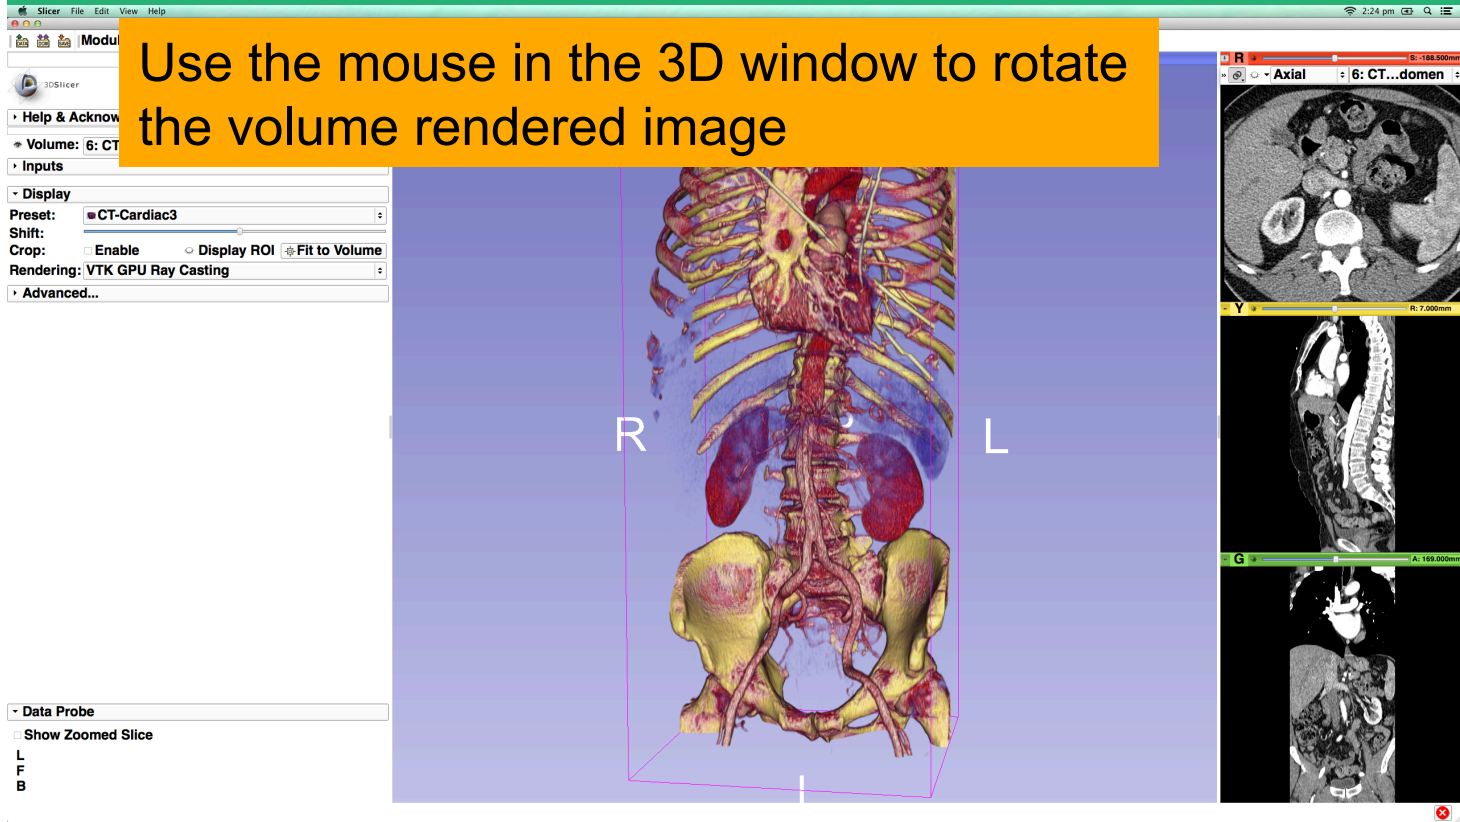 Slicer File Edit View Help
2:24 pm
Use the mouse in the 3D window to rotate
the volume rendered image
DATA DCM SAVE
3DSlicer
Help & Acknow
Volume: 6: CT
Inputs
Display
Preset: CT-Cardiac3
Shift:
Crop: Enable Display ROI Fit to Volume
Rendering: VTK GPU Ray Casting
Advanced...
Data Probe
Show Zoomed Slice
L
F
B
R
L
I
R S: -188.500mm
» Axial 6: CT...domen
Y R: 7.000mm
G A: 169.000mm